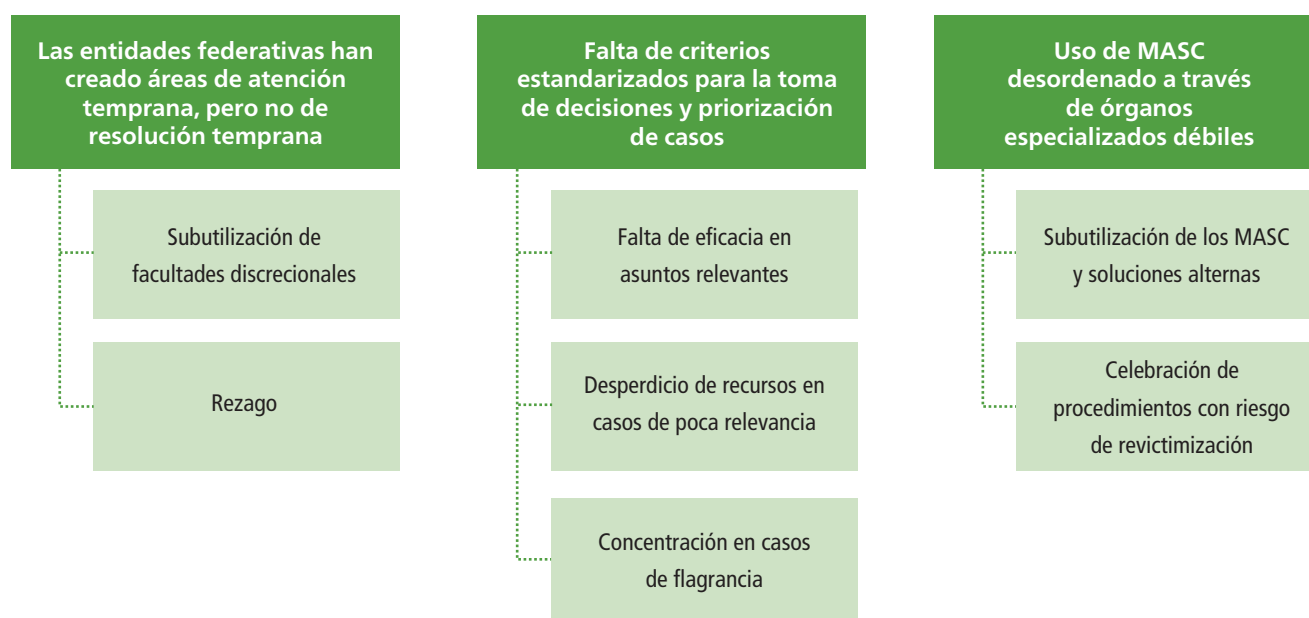 Las entidades federativas han
creado áreas de atención
temprana, pero no de
resolución temprana
Subutilización de
facultades discrecionales
Rezago
Falta de criterios
estandarizados para la toma
de decisiones y priorización
de casos
Falta de eficacia en
asuntos relevantes
Desperdicio de recursos en
casos de poca relevancia
Concentración en casos
de flagrancia
Uso de MASC
desordenado a través
de órganos
especializados débiles
Subutilización de los MASC
y soluciones alternas
Celebración de
procedimientos con riesgo
de revictimización